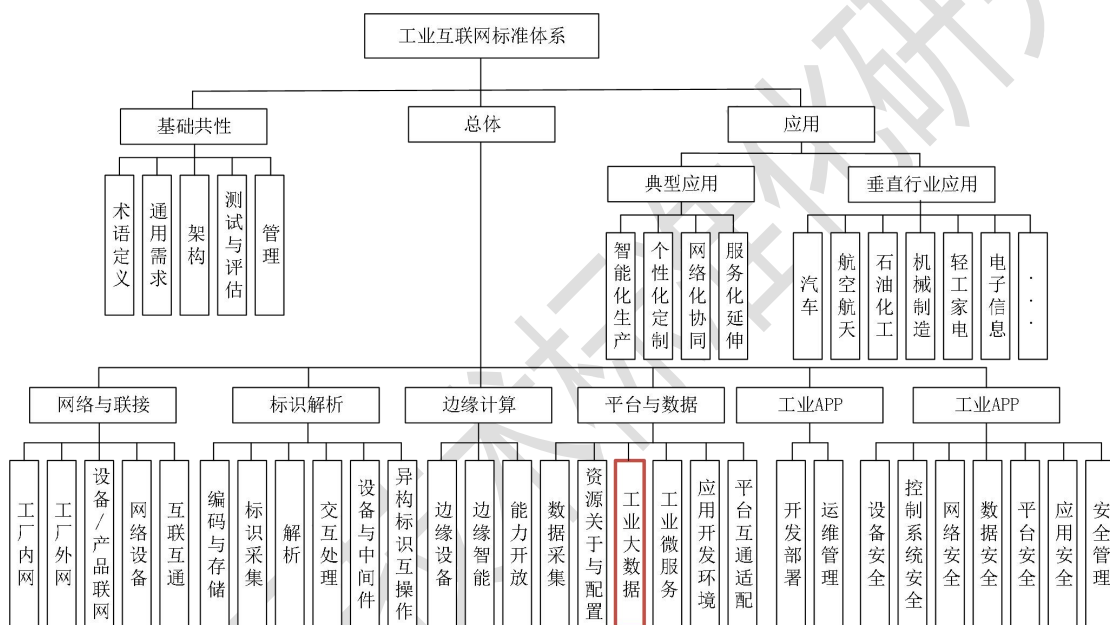 工业互联网标准体系
基础共性
总体
应用
典型应用
垂直行业应用
术语定义
通用需求
架构
测试与评估
管理
智能化生产
个性化定制
网络化协同
服务化延伸
汽车
航空航天
石油化工
机械制造
轻工家电
电子信息
...
网络与联接
标识解析
边缘计算
平台与数据
工业APP
工业APP
工厂内网
工厂外网
设备/产品联网
网络设备
互联互通
编码与存储
标识采集
解析
交互处理
设备与中间件
异构标识互操作
边缘设备
边缘智能
能力开放
数据采集
资源关于与配置
工业大数据
工业微服务
应用开发环境
平台互通适配
开发部署
运维管理
设备安全
控制系统安全
网络安全
数据安全
平台安全
应用安全
安全管理
技术标准化研